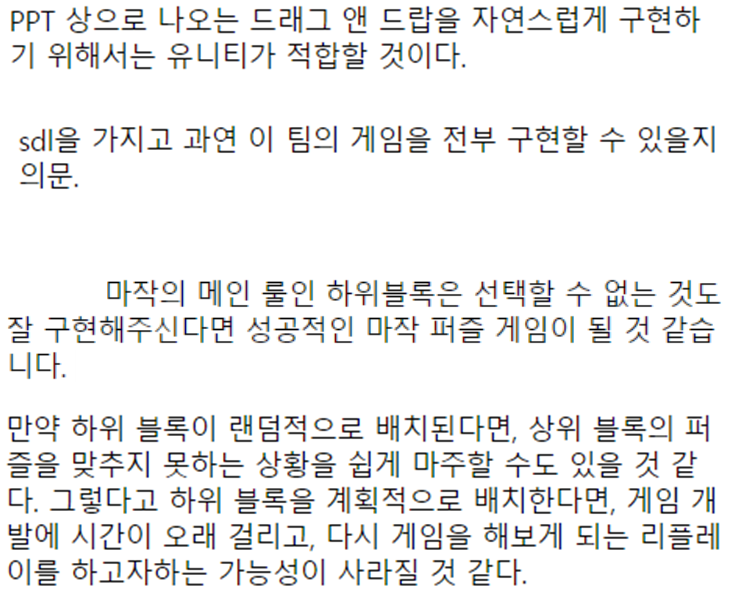 PPT 상으로 나오는 드래그 앤 드랍을 자연스럽게 구현하
기 위해서는 유니티가 적합할 것이다.
sdl을 가지고 과연 이 팀의 게임을 전부 구현할 수 있을지
의문.
마작의 메인 룰인 하위블록은 선택할 수 없는 것도
잘 구현해주신다면 성공적인 마작 퍼즐 게임이 될 것 같습
니다.
만약 하위 블록이 랜덤적으로 배치된다면, 상위 블록의 퍼
즐을 맞추지 못하는 상황을 쉽게 마주할 수도 있을 것 같
다. 그렇다고 하위 블록을 계획적으로 배치한다면, 게임 개
발에 시간이 오래 걸리고, 다시 게임을 해보게 되는 리플레
이를 하고자하는 가능성이 사라질 것 같다.